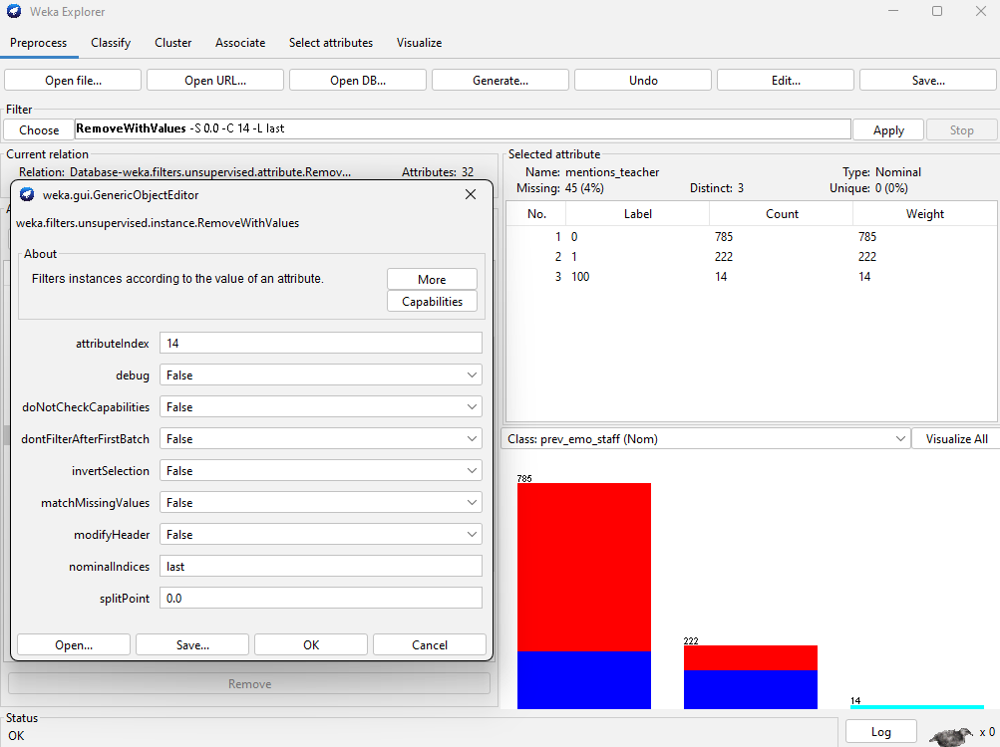 Weka Explorer
Preprocess Classify Cluster Associate Select attributes Visualize
Open file... Open URL... Open DB... Generate... Undo Edit... Save...
Filter
Choose RemoveWithValues -S 0.0 -C 14 -L last Apply Stop
Current relation
Relation: Database-weka.filters.unsupervised.attribute.Remov... Attributes: 32
weka.gui.GenericObjectEditor
weka.filters.unsupervised.instance.RemoveWithValues
About
Filters instances according to the value of an attribute.
More
Capabilities
attributeIndex 14
debug False
doNotCheckCapabilities False
dontFilterAfterFirstBatch False
invertSelection False
matchMissingValues False
modifyHeader False
nominalIndices last
splitPoint 0.0
Open... Save... OK Cancel
Remove
Selected attribute
Name: mentions_teacher Type: Nominal
Missing: 45 (4%) Distinct: 3 Unique: 0 (0%)
No. Label Count Weight
1 0 785 785
2 1 222 222
3 100 14 14
Class: prev_emo_staff (Nom) Visualize All
785
222
14
Status
OK
Log x 0